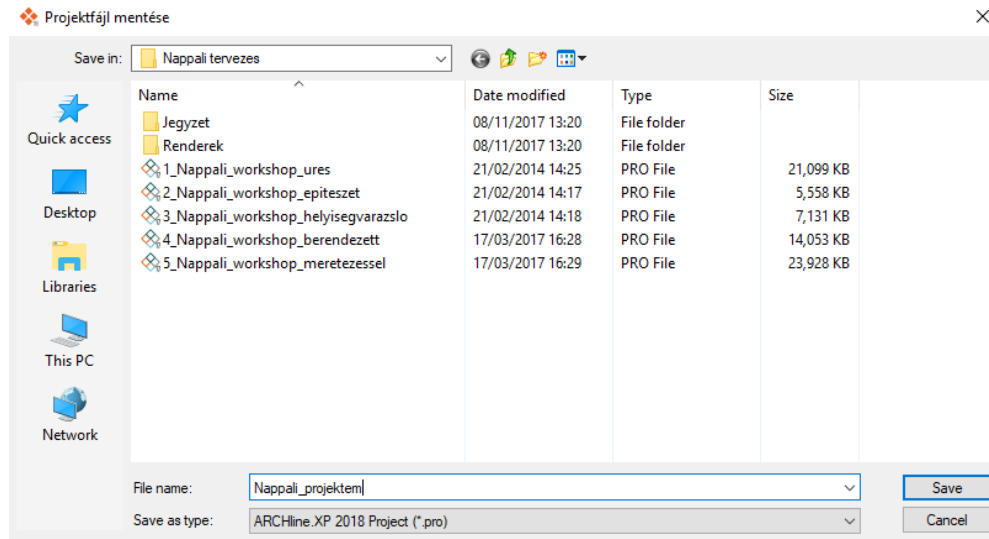 Projektfájl mentése
Save in: Nappali tervezes
Name Date modified Type Size
Jegyzet 08/11/2017 13:20 File folder
Renderek 08/11/2017 13:20 File folder
1_Nappali_workshop_ures 21/02/2014 14:25 PRO File 21,099 KB
2_Nappali_workshop_epiteszet 21/02/2014 14:17 PRO File 5,558 KB
3_Nappali_workshop_helyisegvarazslo 21/02/2014 14:18 PRO File 7,131 KB
4_Nappali_workshop_berendezett 17/03/2017 16:28 PRO File 14,053 KB
5_Nappali_workshop_meretezessel 17/03/2017 16:29 PRO File 23,928 KB
Quick access
Desktop
Libraries
This PC
Network
File name: Nappali_projektem Save
Save as type: ARCHline.XP 2018 Project (*.pro) Cancel